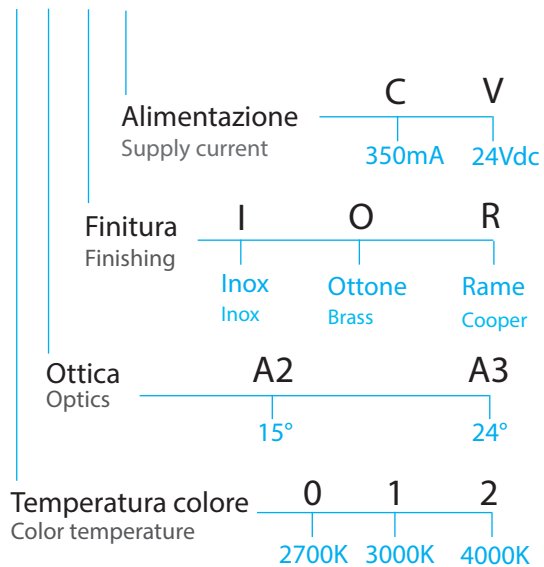 C V
Alimentazione
Supply current
350mA 24Vdc
I O R
Finitura
Finishing
Inox Ottone Rame
Inox Brass Cooper
A2 A3
Ottica
Optics
15° 24°
0 1 2
Temperatura colore
Color temperature
2700K 3000K 4000K